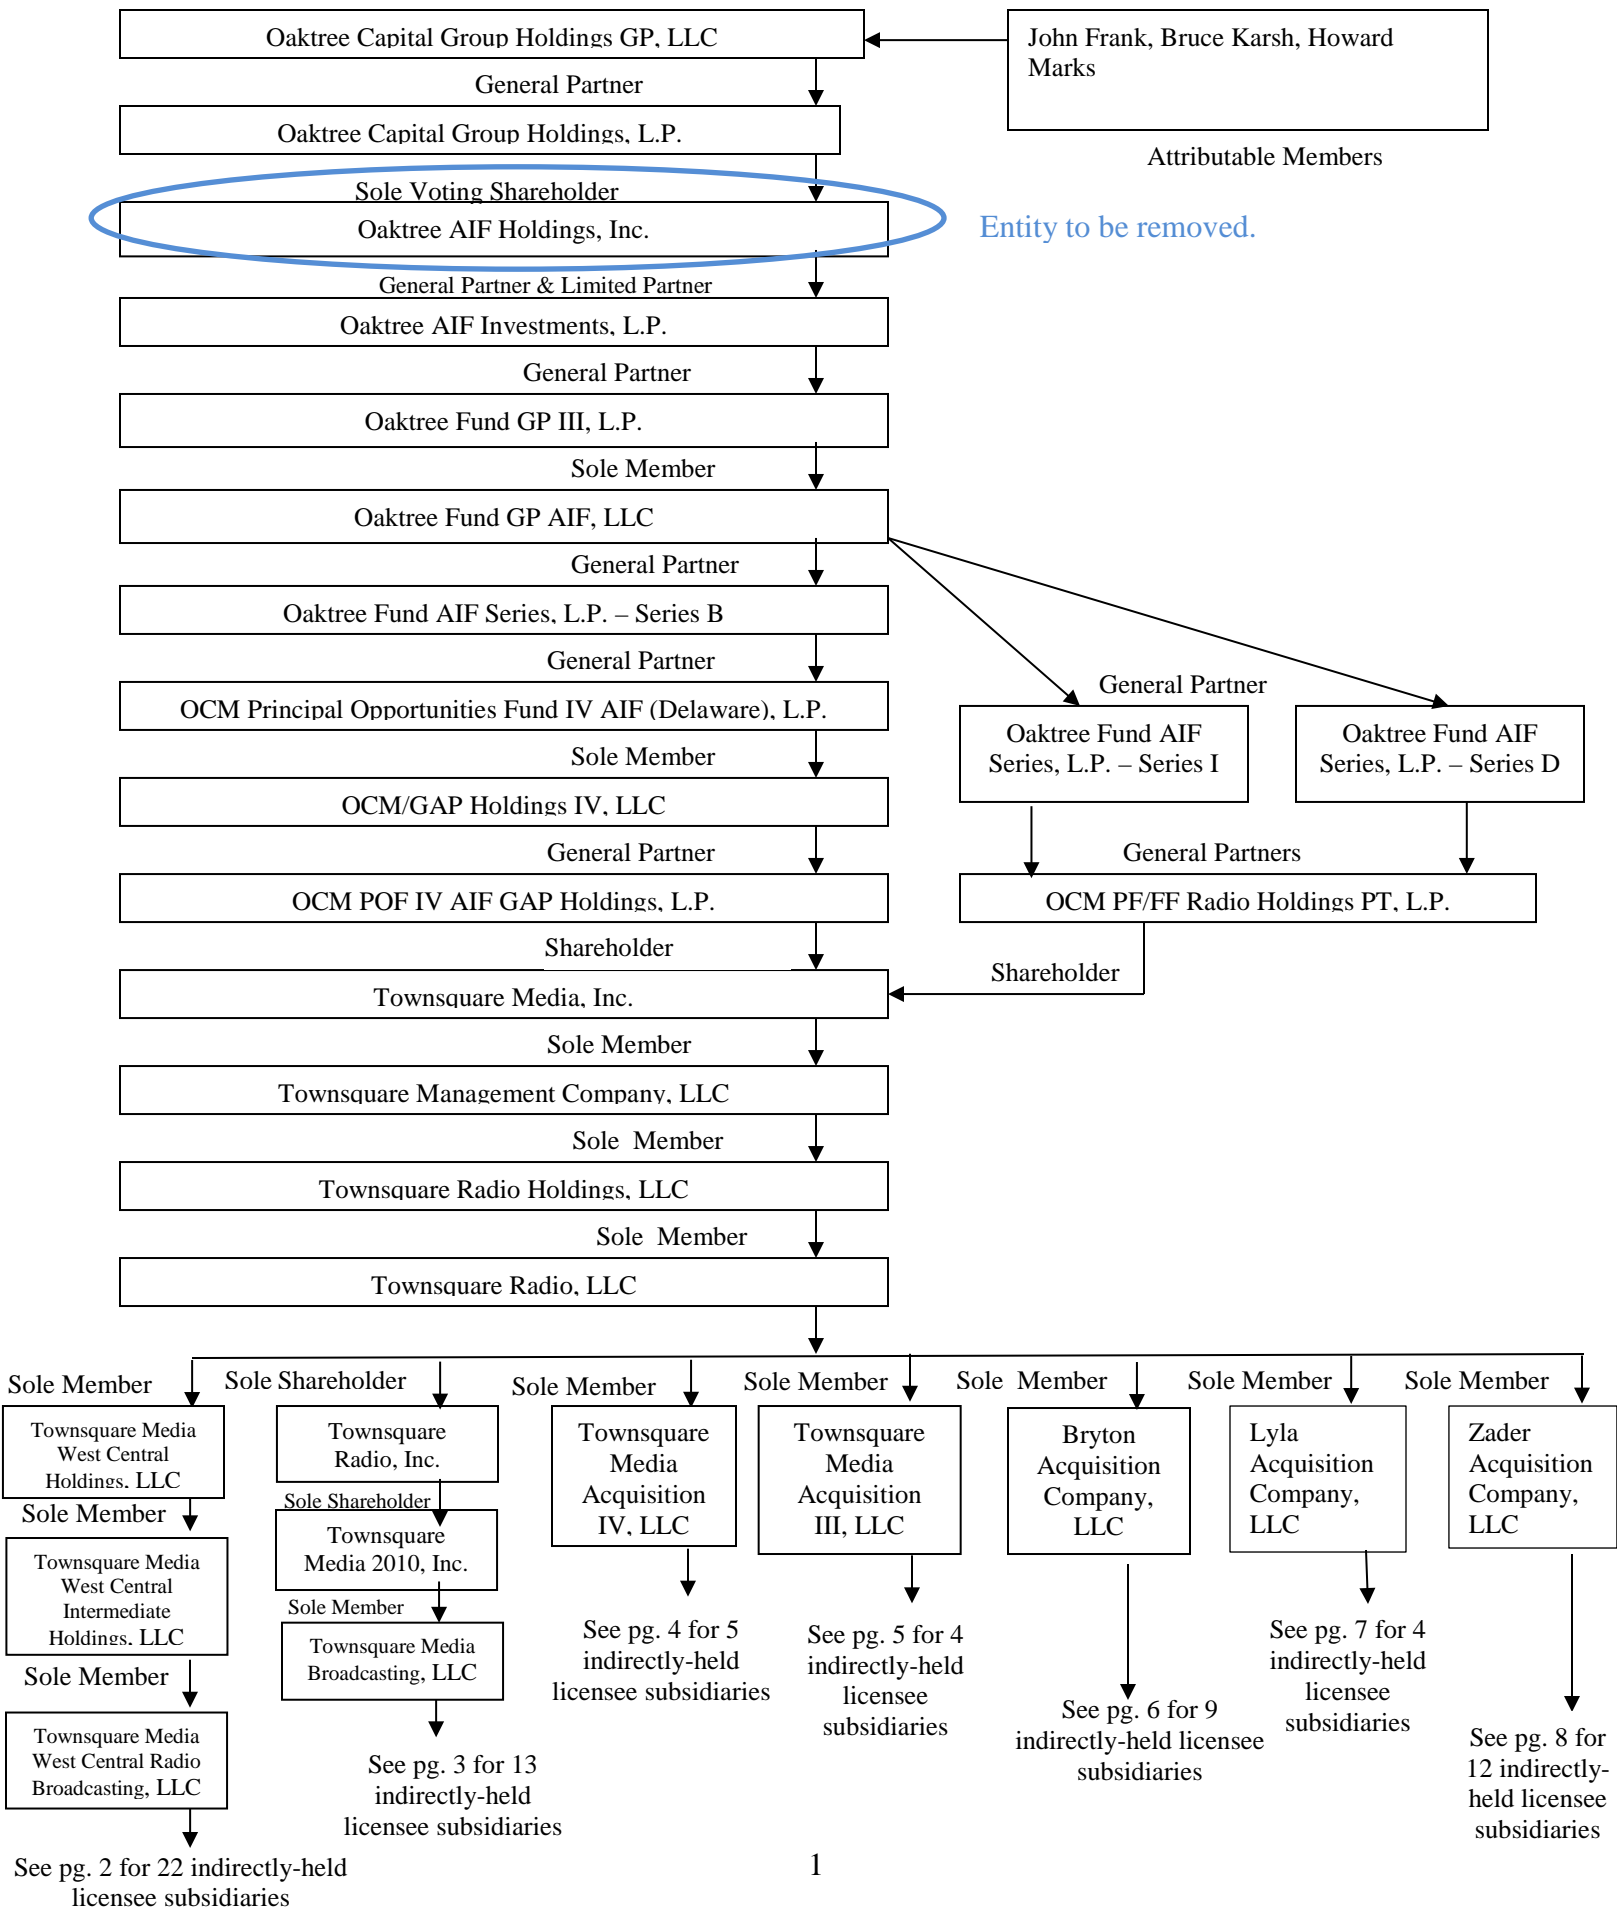 Oaktree Capital Group Holdings GP, LLC
John Frank, Bruce Karsh, Howard
Marks
General Partner
Oaktree Capital Group Holdings, L.P.
Attributable Members
Sole Voting Shareholder
Oaktree AIF Holdings, Inc.
Entity to be removed.
General Partner & Limited Partner
Oaktree AIF Investments, L.P.
General Partner
Oaktree Fund GP III, L.P.
Sole Member
Oaktree Fund GP AIF, LLC
General Partner
Oaktree Fund AIF Series, L.P. – Series B
General Partner
OCM Principal Opportunities Fund IV AIF (Delaware), L.P.
General Partner
Oaktree Fund AIF
Series, L.P. – Series I
Oaktree Fund AIF
Series, L.P. – Series D
Sole Member
OCM/GAP Holdings IV, LLC
General Partner
General Partners
OCM POF IV AIF GAP Holdings, L.P.
OCM PF/FF Radio Holdings PT, L.P.
Shareholder
Shareholder
Townsquare Media, Inc.
Sole Member
Townsquare Management Company, LLC
Sole  Member
Townsquare Radio Holdings, LLC
Sole  Member
Townsquare Radio, LLC
Sole Member
Townsquare Media
West Central
Holdings, LLC
Sole Member
Townsquare Media
West Central
Intermediate
Holdings, LLC
Sole Member
Townsquare Media
West Central Radio
Broadcasting, LLC
See pg. 2 for 22 indirectly-held
licensee subsidiaries
Sole Shareholder
Townsquare
Radio, Inc.
Sole Shareholder
Townsquare
Media 2010, Inc.
Sole Member
Townsquare Media
Broadcasting, LLC
See pg. 3 for 13
indirectly-held
licensee subsidiaries
Sole Member
Townsquare
Media
Acquisition
IV, LLC
See pg. 4 for 5
indirectly-held
licensee subsidiaries
Sole Member
Townsquare
Media
Acquisition
III, LLC
See pg. 5 for 4
indirectly-held
licensee
subsidiaries
Sole  Member
Bryton
Acquisition
Company,
LLC
See pg. 6 for 9
indirectly-held licensee
subsidiaries
Sole Member
Lyla
Acquisition
Company,
LLC
See pg. 7 for 4
indirectly-held
licensee
subsidiaries
Sole Member
Zader
Acquisition
Company,
LLC
See pg. 8 for
12 indirectly-
held licensee
subsidiaries
1